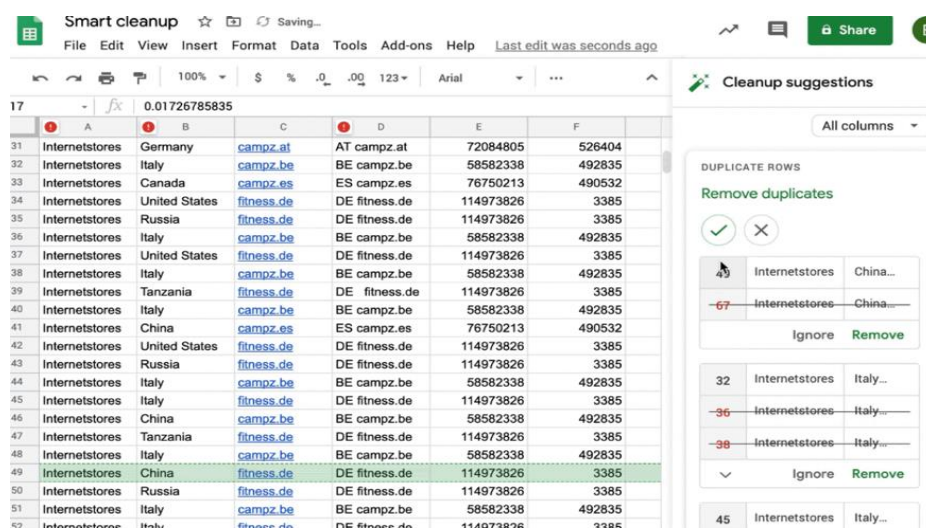 Smart cleanup Saving...
File Edit View Insert Format Data Tools Add-ons Help Last edit was seconds ago
Share
100% $ % .0 .00 123 Arial ...
Cleanup suggestions
17 fx 0.01726785835
All columns
A B C D E F
31 Internetstores Germany campz.at AT campz.at 72084805 526404
32 Internetstores Italy campz.be BE campz.be 58582338 492835
33 Internetstores Canada campz.es ES campz.es 76750213 490532
34 Internetstores United States fitness.de DE fitness.de 114973826 3385
35 Internetstores Russia fitness.de DE fitness.de 114973826 3385
36 Internetstores Italy campz.be BE campz.be 58582338 492835
37 Internetstores United States fitness.de DE fitness.de 114973826 3385
38 Internetstores Italy campz.be BE campz.be 58582338 492835
39 Internetstores Tanzania fitness.de DE fitness.de 114973826 3385
40 Internetstores Italy campz.be BE campz.be 58582338 492835
41 Internetstores China campz.es ES campz.es 76750213 490532
42 Internetstores United States fitness.de DE fitness.de 114973826 3385
43 Internetstores Russia fitness.de DE fitness.de 114973826 3385
44 Internetstores Italy campz.be BE campz.be 58582338 492835
45 Internetstores Italy fitness.de DE fitness.de 114973826 3385
46 Internetstores China campz.be BE campz.be 58582338 492835
47 Internetstores Tanzania fitness.de DE fitness.de 114973826 3385
48 Internetstores Italy campz.be BE campz.be 58582338 492835
49 Internetstores China fitness.de DE fitness.de 114973826 3385
50 Internetstores Russia fitness.de DE fitness.de 114973826 3385
51 Internetstores Italy campz.be BE campz.be 58582338 492835
52 Internetstores Italy fitness.de DE fitness.de 114973826 3385
DUPLICATE ROWS
Remove duplicates
49 Internetstores China...
67 Internetstores China...
Ignore Remove
32 Internetstores Italy...
36 Internetstores Italy...
38 Internetstores Italy...
Ignore Remove
45 Internetstores Italy...